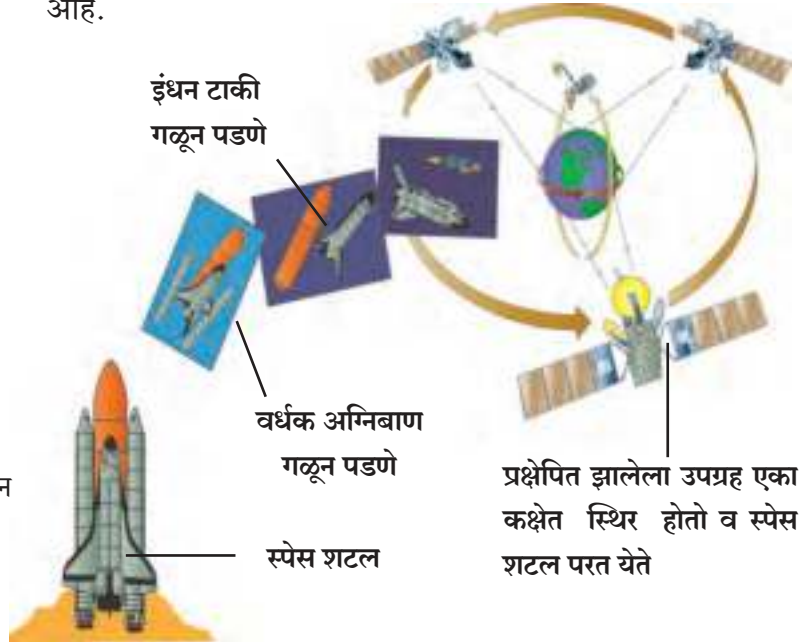 आहे.
इंधन टाकी
गळून पडणे
वर्धक अग्निबाण
गळून पडणे
न
स्पेस शटल
प्रक्षेपित झालेला उपग्रह एका
कक्षेत स्थिर होतो व स्पेस
शटल परत येते